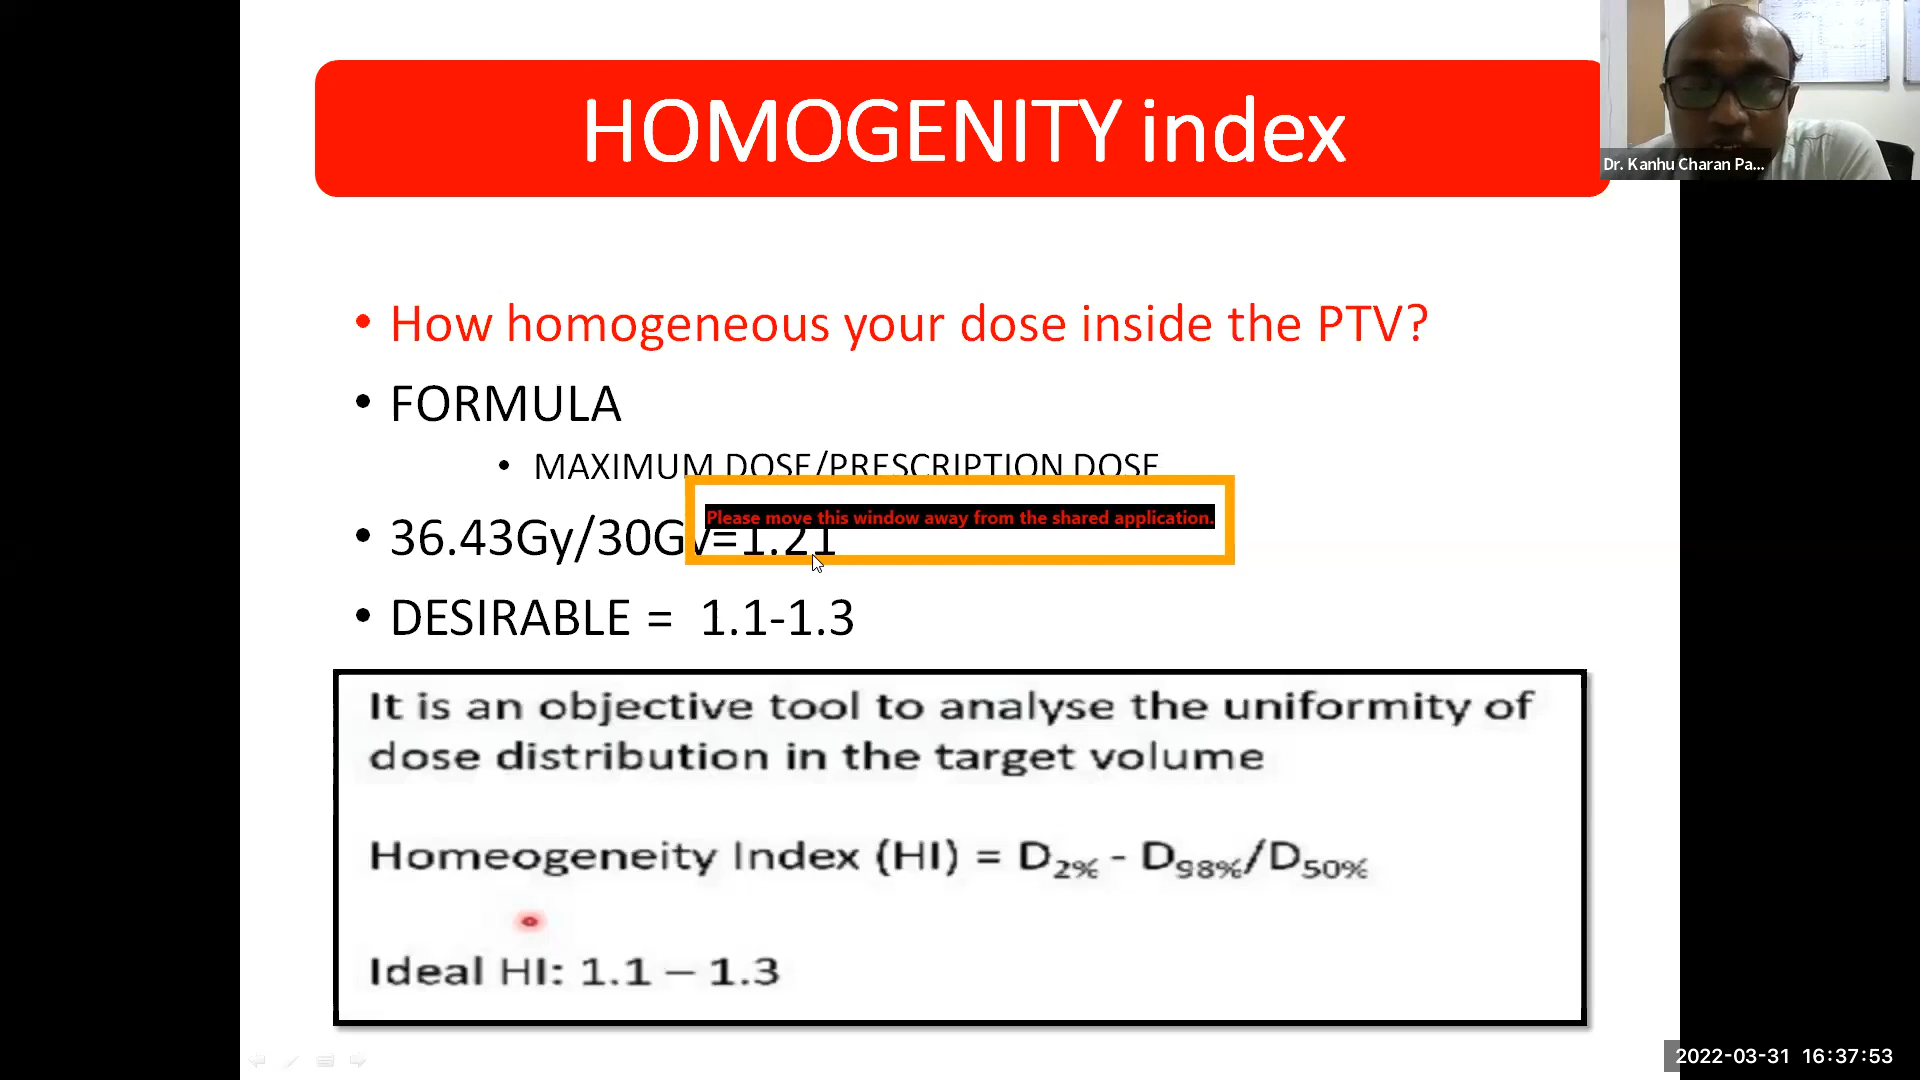 HOMOGENITY index
Dr. Kanhu Charan Pa...
• How homogeneous your dose inside the PTV?
• FORMULA
• MAXIMUM DOSE/PRESCRIPTION DOSE
Please move this window away from the shared application.
• 36.43Gy/30Gy=1.21
• DESIRABLE = 1.1-1.3
It is an objective tool to analyse the uniformity of
dose distribution in the target volume
Homeogeneity Index (HI) = D2% - D98%/D50%
Ideal HI: 1.1 – 1.3
2022-03-31 16:37:53